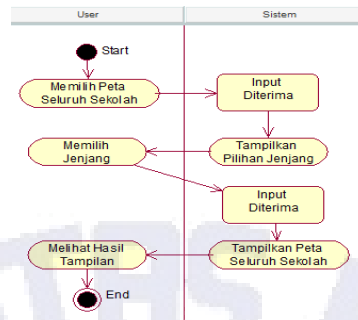 User
Sistem
Start
Memilih Peta
Seluruh Sekolah
Input
Diterima
Memilih
Jenjang
Tampilkan
Pilihan Jenjang
Input
Diterima
Melihat Hasil
Tampilan
Tampilkan Peta
Seluruh Sekolah
End